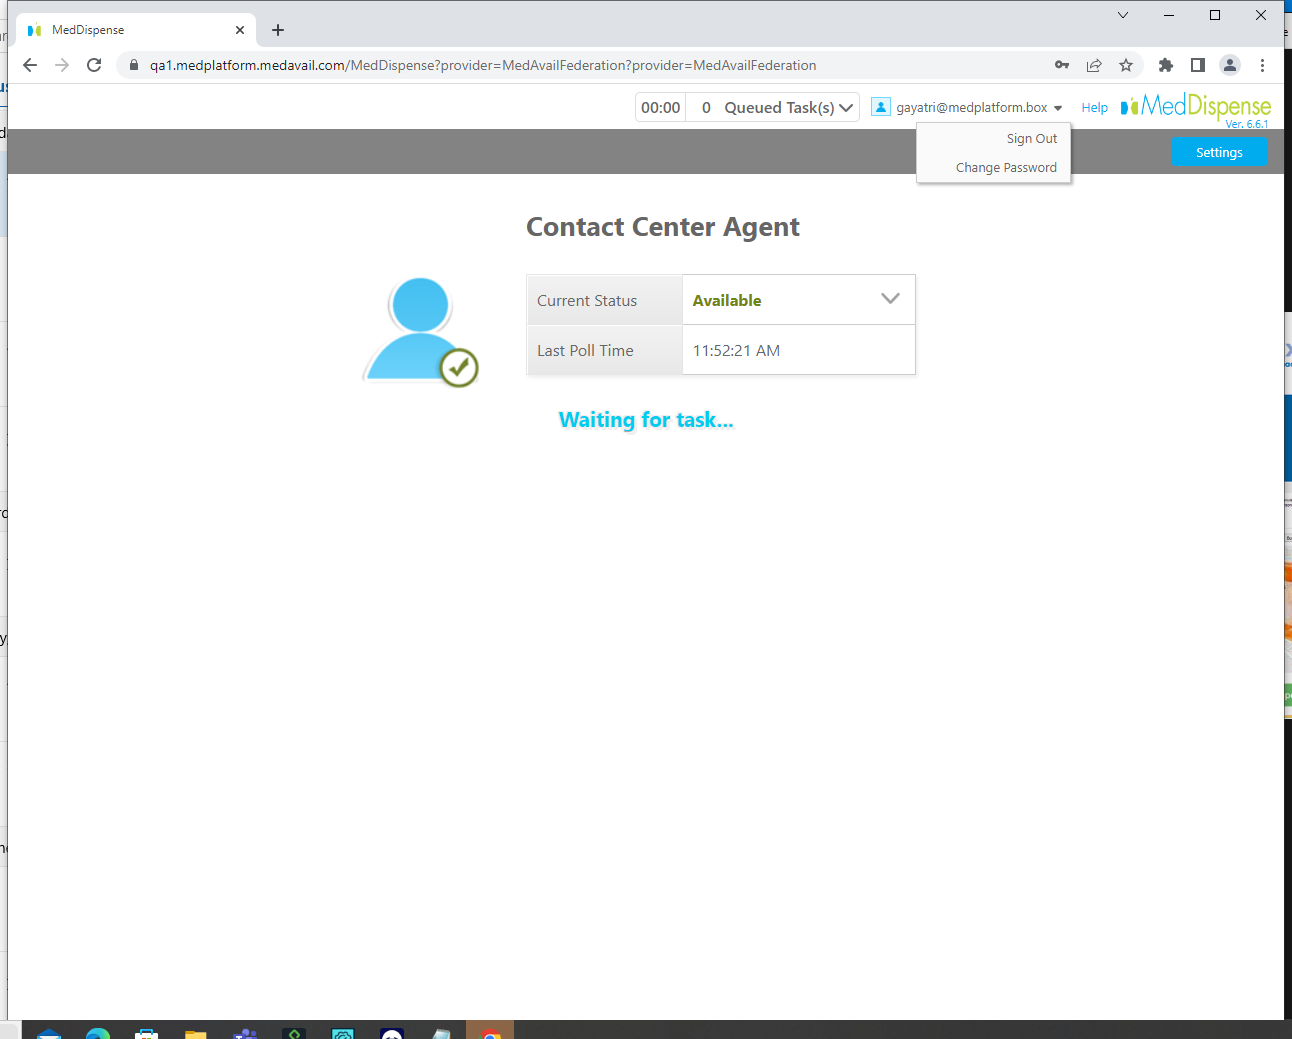 MedDispense
qa1.medplatform.medavail.com/MedDispense?provider=MedAvailFederation?provider=MedAvailFederation
00:00 0 Queued Task(s) gayatri@medplatform.box Help MedDispense
Ver. 6.6.1
Sign Out
Change Password
Settings
Contact Center Agent
Current Status Available
Last Poll Time 11:52:21 AM
Waiting for task...